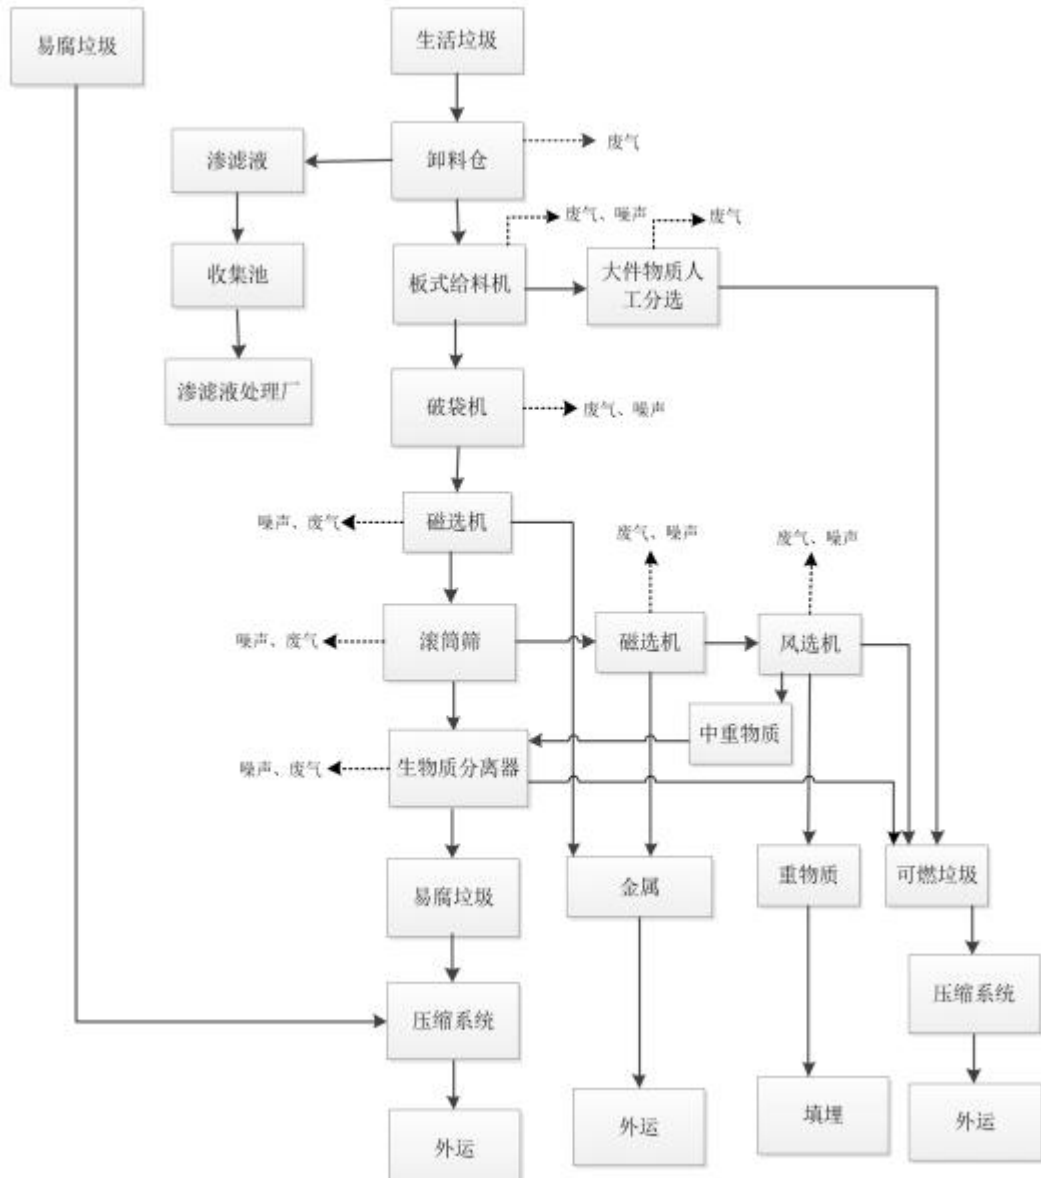 易腐垃圾
生活垃圾
渗滤液
卸料仓
废气
收集池
板式给料机
废气、噪声
大件物质人
工分选
废气
渗滤液处理厂
破袋机
废气、噪声
噪声、废气
磁选机
噪声、废气
滚筒筛
废气、噪声
磁选机
废气、噪声
风选机
中重物质
噪声、废气
生物质分离器
易腐垃圾
金属
重物质
可燃垃圾
压缩系统
压缩系统
外运
外运
填埋
外运